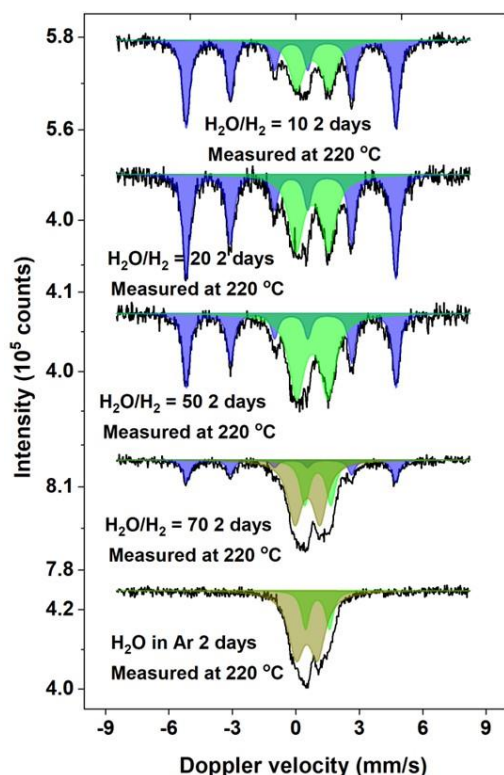 5.8
5.6
H₂O/H₂ = 10 2 days
Measured at 220 °C
4.0
H₂O/H₂ = 20 2 days
4.1
Measured at 220 °C
4.0
H₂O/H₂ = 50 2 days
Measured at 220 °C
8.1
H₂O/H₂ = 70 2 days
Measured at 220 °C
7.8
4.2
H₂O in Ar 2 days
Measured at 220 °C
4.0
Intensity (10⁵ counts)
-9 -6 -3 0 3 6 9
Doppler velocity (mm/s)